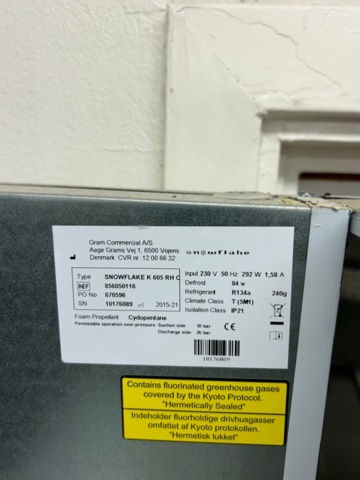 Gram Commercial A/S
Aage Grams Vej 1, 6500 Vojens
Denmark CVR nr. 12 00 66 32
snowflake
Type SNOWFLAKE K 605 RH C
REF 856050116
PO No 670596
SN 10176089 2015-21
Input 230 V 50 Hz 292 W 1,58 A
Defrost 84 w
Refrigerant R134a 240g
Climate Class T (5M1)
Isolation Class IP21
Foam Propellant Cyclopentane
Permissible operation over-pressure: Suction side 10 bar
Discharge side: 25 bar
CE
10176089
Contains fluorinated greenhouse gases
covered by the Kyoto Protocol.
"Hermetically Sealed"
Indeholder fluorholdige drivhusgasser
omfattet af Kyoto protokollen.
"Hermetisk lukket"